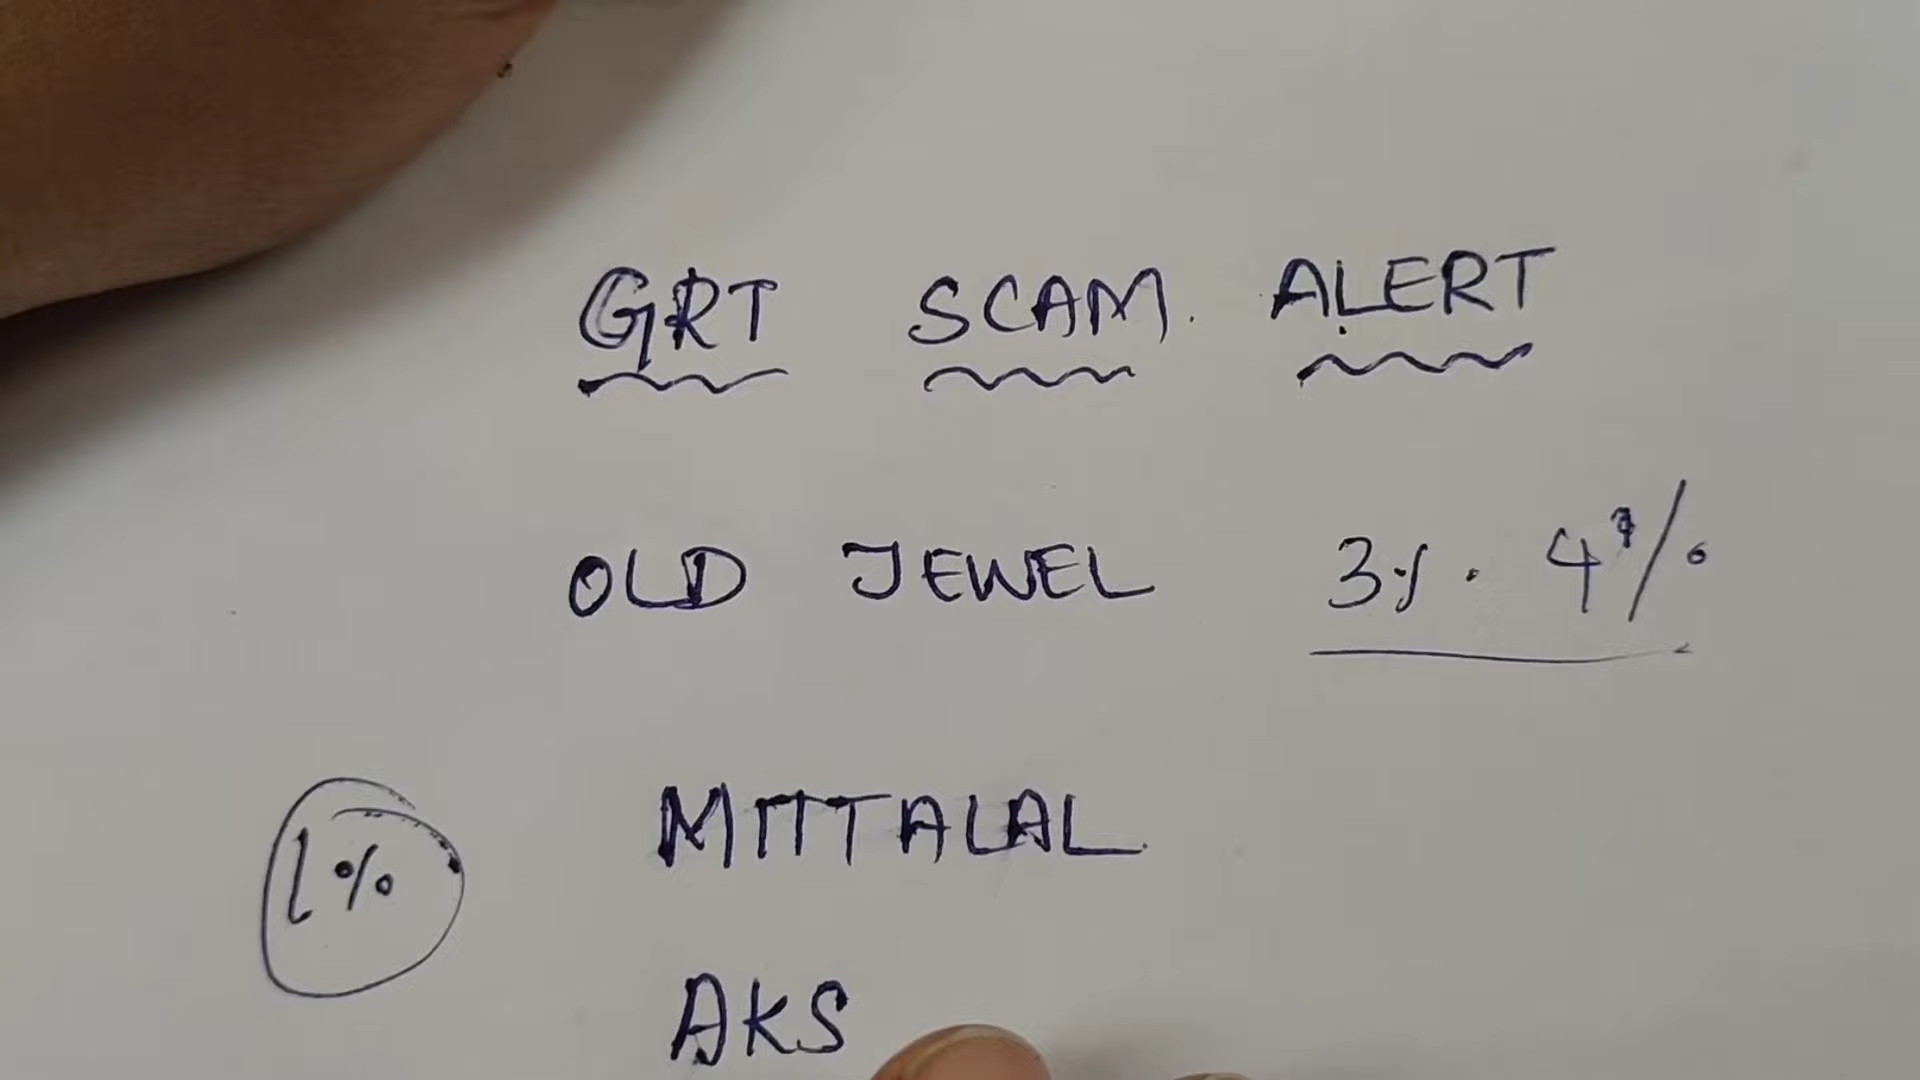 GRT SCAM. ALERT
OLD JEWEL 3%. 4%
MITTALAL
1%
AKS